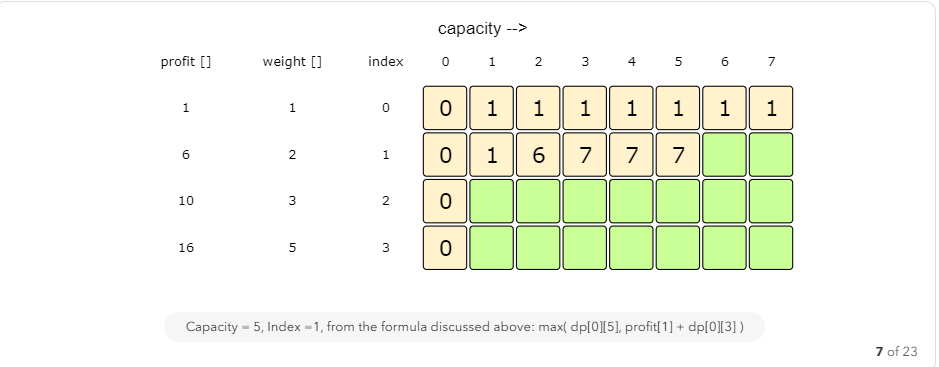 capacity -->
profit [] weight [] index 0 1 2 3 4 5 6 7
1 1 0 0 1 1 1 1 1 1 1
6 2 1 0 1 6 7 7 7
10 3 2 0
16 5 3 0
Capacity = 5, Index =1, from the formula discussed above: max( dp[0][5], profit[1] + dp[0][3] )
7 of 23